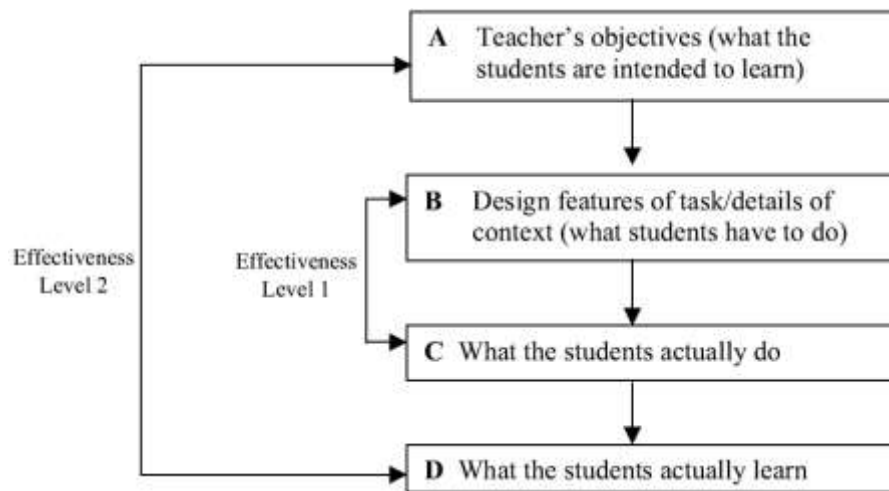 A Teacher's objectives (what the
students are intended to learn)
B Design features of task/details of
context (what students have to do)
Effectiveness
Level 2
Effectiveness
Level 1
C What the students actually do
D What the students actually learn